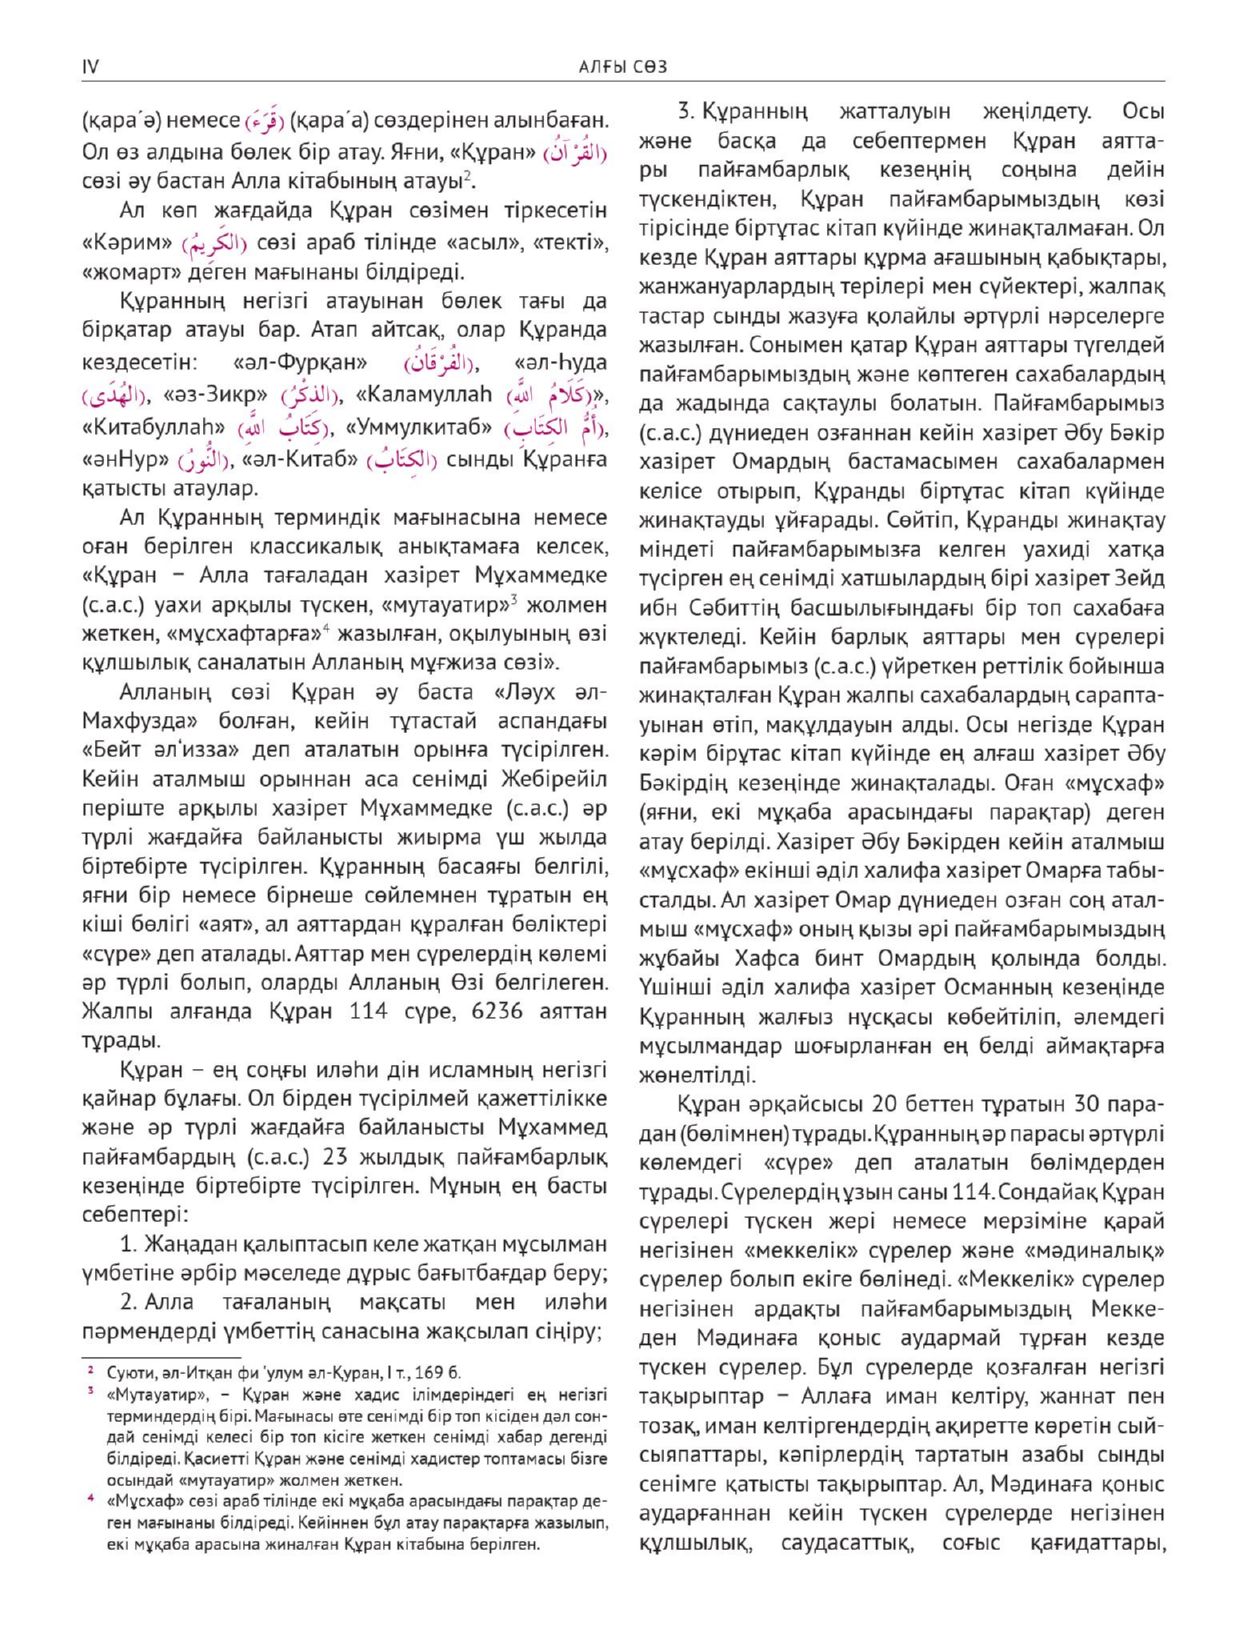 IV
АЛҒЫ СӨЗ
(қара´ә) немесе (قَرَءَ) (қара´а) сөздерінен алынбаған.
Ол өз алдына бөлек бір атау. Яғни, «Құран» (القُرْآنُ)
сөзі әу бастан Алла кітабының атауы².
Ал көп жағдайда Құран сөзімен тіркесетін
«Кәрим» (الكَرِيمُ) сөзі араб тілінде «асыл», «текті»,
«жомарт» деген мағынаны білдіреді.
Құранның негізгі атауынан бөлек тағы да
бірқатар атауы бар. Атап айтсақ, олар Құранда
кездесетін: «әл-Фурқан» (الفُرْقَانُ), «әл-Һуда
(الهُدَى), «әз-Зикр» (الذِكْرُ), «Каламуллаһ (كَلَامُ اللَّهِ)»,
«Китабуллаһ» (كِتَابُ اللَّهِ), «Уммулкитаб» (أُمُّ الكِتَابِ),
«әнНур» (النُّورُ), «әл-Китаб» (الكِتَابُ) сынды Құранға
қатысты атаулар.
Ал Құранның терминдік мағынасына немесе
оған берілген классикалық анықтамаға келсек,
«Құран – Алла тағаладан хазірет Мұхаммедке
(с.а.с.) уахи арқылы түскен, «мутауатир»³ жолмен
жеткен, «мұсхафтарға»⁴ жазылған, оқылуының өзі
құлшылық саналатын Алланың мұғжиза сөзі».
Алланың сөзі Құран әу баста «Ләух әл-
Махфузда» болған, кейін тұтастай аспандағы
«Бейт әл‘изза» деп аталатын орынға түсірілген.
Кейін аталмыш орыннан аса сенімді Жебірейіл
періште арқылы хазірет Мұхаммедке (с.а.с.) әр
түрлі жағдайға байланысты жиырма үш жылда
біртебірте түсірілген. Құранның басаяғы белгілі,
яғни бір немесе бірнеше сөйлемнен тұратын ең
кіші бөлігі «аят», ал аяттардан құралған бөліктері
«сүре» деп аталады. Аяттар мен сүрелердің көлемі
әр түрлі болып, оларды Алланың Өзі белгілеген.
Жалпы алғанда Құран 114 сүре, 6236 аяттан
тұрады.
Құран – ең соңғы иләһи дін исламның негізгі
қайнар бұлағы. Ол бірден түсірілмей қажеттілікке
және әр түрлі жағдайға байланысты Мұхаммед
пайғамбардың (с.а.с.) 23 жылдық пайғамбарлық
кезеңінде біртебірте түсірілген. Мұның ең басты
себептері:
1. Жаңадан қалыптасып келе жатқан мұсылман
үмбетіне әрбір мәселеде дұрыс бағытбағдар беру;
2. Алла тағаланың мақсаты мен иләһи
пәрмендерді үмбеттің санасына жақсылап сіңіру;
² Суюти, әл-Итқан фи 'улум әл-Қуран, I т., 169 б.
³ «Мутауатир», – Құран және хадис ілімдеріндегі ең негізгі
терминдердің бірі. Мағынасы өте сенімді бір топ кісіден дәл сон-
дай сенімді келесі бір топ кісіге жеткен сенімді хабар дегенді
білдіреді. Қасиетті Құран және сенімді хадистер топтамасы бізге
осындай «мутауатир» жолмен жеткен.
⁴ «Мұсхаф» сөзі араб тілінде екі мұқаба арасындағы парақтар де-
ген мағынаны білдіреді. Кейіннен бұл атау парақтарға жазылып,
екі мұқаба арасына жиналған Құран кітабына берілген.
3. Құранның жатталуын жеңілдету. Осы
және басқа да себептермен Құран аятта-
ры пайғамбарлық кезеңнің соңына дейін
түскендіктен, Құран пайғамбарымыздың көзі
тірісінде біртұтас кітап күйінде жинақталмаған. Ол
кезде Құран аяттары құрма ағашының қабықтары,
жанжануарлардың терілері мен сүйектері, жалпақ
тастар сынды жазуға қолайлы әртүрлі нәрселерге
жазылған. Сонымен қатар Құран аяттары түгелдей
пайғамбарымыздың және көптеген сахабалардың
да жадында сақтаулы болатын. Пайғамбарымыз
(с.а.с.) дүниеден озғаннан кейін хазірет Әбу Бәкір
хазірет Омардың бастамасымен сахабалармен
келісе отырып, Құранды біртұтас кітап күйінде
жинақтауды ұйғарады. Сөйтіп, Құранды жинақтау
міндеті пайғамбарымызға келген уахиді хатқа
түсірген ең сенімді хатшылардың бірі хазірет Зейд
ибн Сәбиттің басшылығындағы бір топ сахабаға
жүктеледі. Кейін барлық аяттары мен сүрелері
пайғамбарымыз (с.а.с.) үйреткен реттілік бойынша
жинақталған Құран жалпы сахабалардың сарапта-
уынан өтіп, мақұлдауын алды. Осы негізде Құран
кәрім бірұтас кітап күйінде ең алғаш хазірет Әбу
Бәкірдің кезеңінде жинақталады. Оған «мұсхаф»
(яғни, екі мұқаба арасындағы парақтар) деген
атау берілді. Хазірет Әбу Бәкірден кейін аталмыш
«мұсхаф» екінші әділ халифа хазірет Омарға табы-
сталды. Ал хазірет Омар дүниеден озған соң атал-
мыш «мұсхаф» оның қызы әрі пайғамбарымыздың
жұбайы Хафса бинт Омардың қолында болды.
Үшінші әділ халифа хазірет Османның кезеңінде
Құранның жалғыз нұсқасы көбейтіліп, әлемдегі
мұсылмандар шоғырланған ең белді аймақтарға
жөнелтілді.
Құран әрқайсысы 20 беттен тұратын 30 пара-
дан (бөлімнен) тұрады. Құранның әр парасы әртүрлі
көлемдегі «сүре» деп аталатын бөлімдерден
тұрады. Сүрелердің ұзын саны 114. Сондайақ Құран
сүрелері түскен жері немесе мерзіміне қарай
негізінен «меккелік» сүрелер және «мәдиналық»
сүрелер болып екіге бөлінеді. «Меккелік» сүрелер
негізінен ардақты пайғамбарымыздың Мекке-
ден Мәдинаға қоныс аудармай тұрған кезде
түскен сүрелер. Бұл сүрелерде қозғалған негізгі
тақырыптар – Аллаға иман келтіру, жаннат пен
тозақ, иман келтіргендердің ақиретте көретін сый-
сыяпаттары, кәпірлердің тартатын азабы сынды
сенімге қатысты тақырыптар. Ал, Мәдинаға қоныс
аударғаннан кейін түскен сүрелерде негізінен
құлшылық, саудасаттық, соғыс қағидаттары,